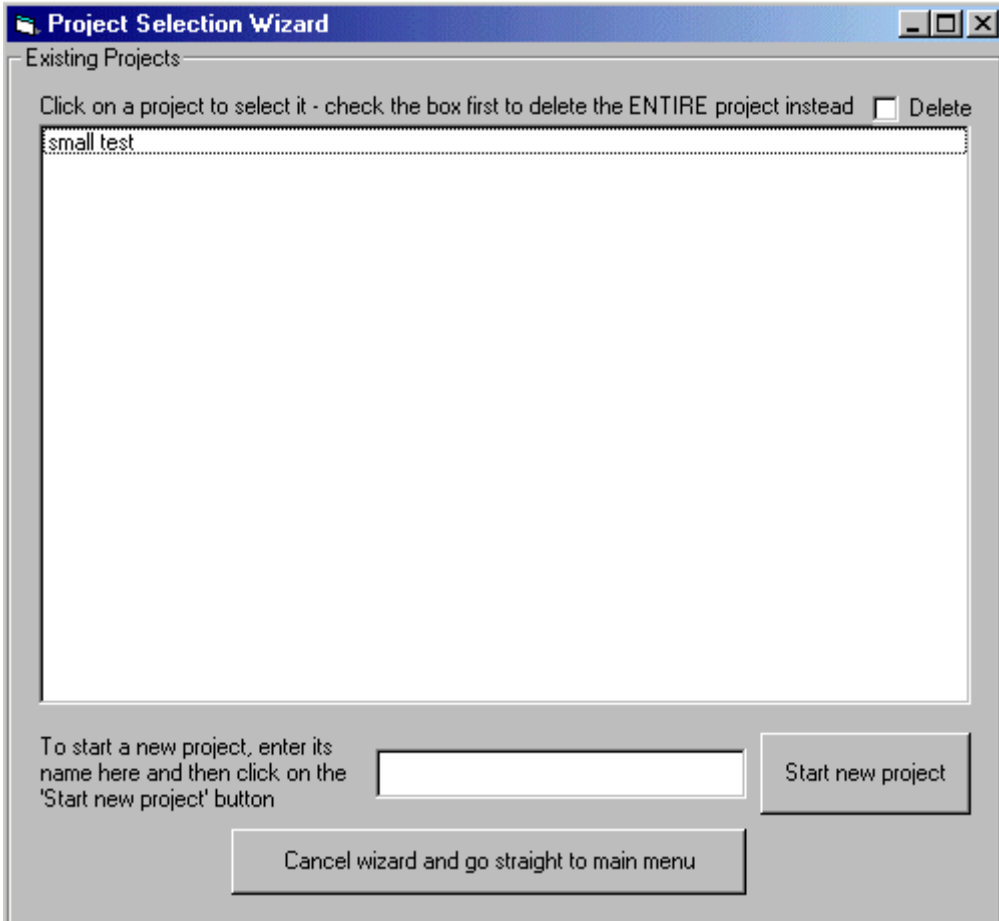 Project Selection Wizard
Existing Projects
Click on a project to select it - check the box first to delete the ENTIRE project instead Delete
small test
To start a new project, enter its
name here and then click on the
'Start new project' button
Start new project
Cancel wizard and go straight to main menu